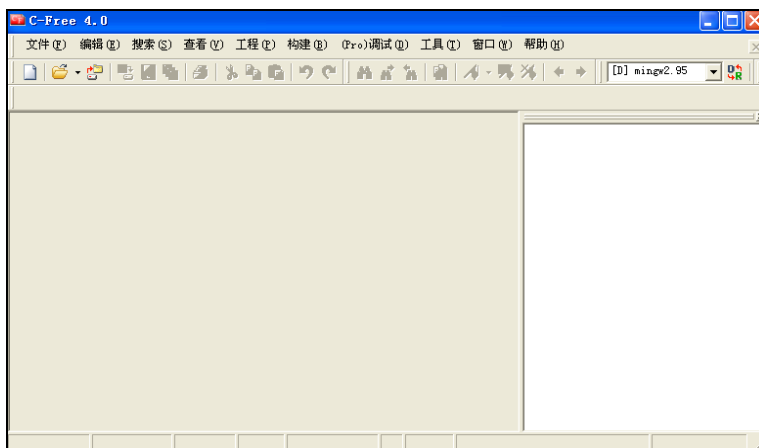 C-Free 4.0
文件(F) 编辑(E) 搜索(S) 查看(V) 工程(P) 构建(B) (Pro)调试(D) 工具(T) 窗口(W) 帮助(H)
[D] mingw2.95